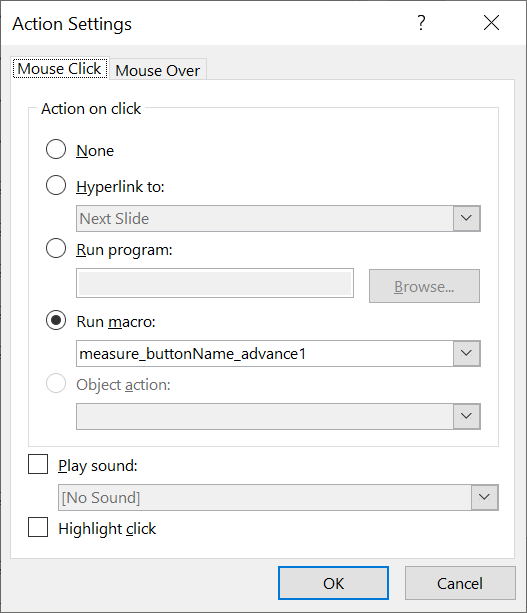 Action Settings
?
Mouse Click
Mouse Over
Action on click
None
Hyperlink to:
Next Slide
Run program:
Browse...
Run macro:
measure_buttonName_advance1
Object action:
Play sound:
[No Sound]
Highlight click
OK
Cancel